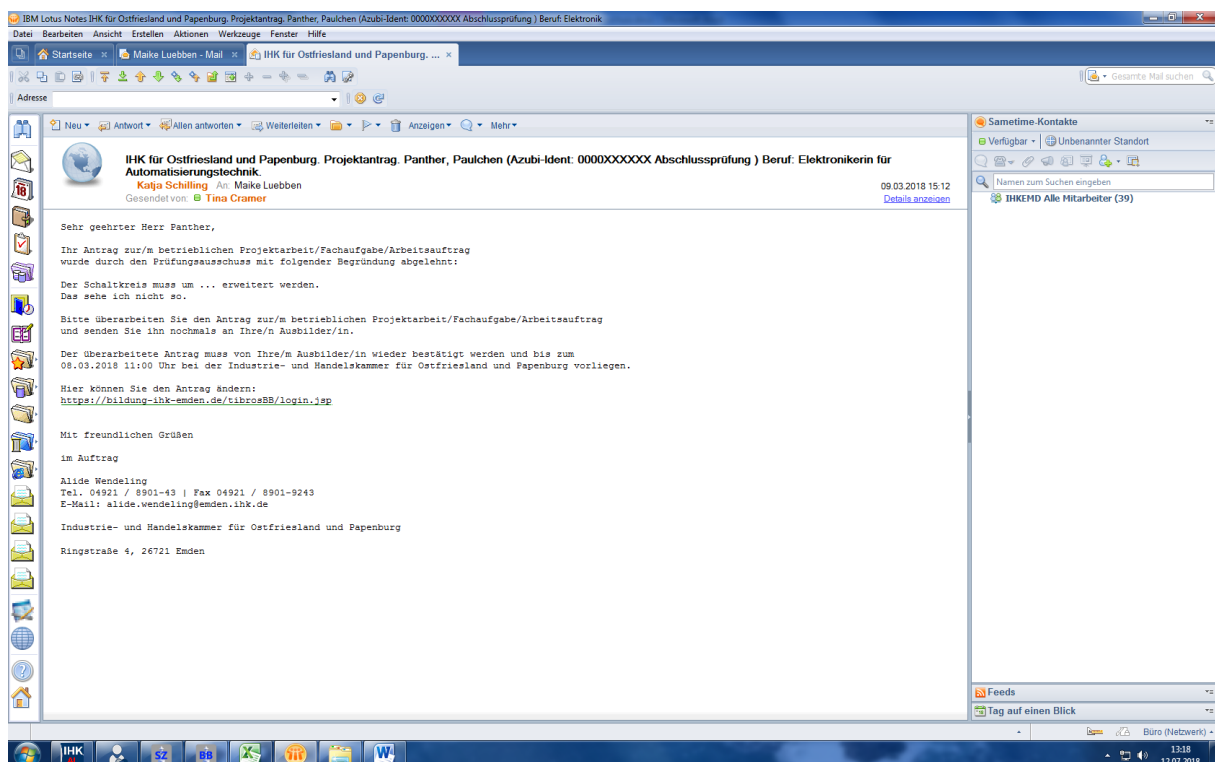 IBM Lotus Notes IHK für Ostfriesland und Papenburg. Projektantrag. Panther, Paulchen (Azubi-Ident: 0000XXXXXX Abschlussprüfung ) Beruf: Elektronik
Datei Bearbeiten Ansicht Erstellen Aktionen Werkzeuge Fenster Hilfe
Startseite Maike Luebben - Mail IHK für Ostfriesland und Papenburg. ...
Gesamte Mail suchen
Adresse
Neu Antwort Allen antworten Weiterleiten Anzeigen Mehr
IHK für Ostfriesland und Papenburg. Projektantrag. Panther, Paulchen (Azubi-Ident: 0000XXXXXX Abschlussprüfung ) Beruf: Elektronikerin für
Automatisierungstechnik.
Katja Schilling An: Maike Luebben
09.03.2018 15:12
Gesendet von: Tina Cramer
Details anzeigen
Sehr geehrter Herr Panther,
Ihr Antrag zur/m betrieblichen Projektarbeit/Fachaufgabe/Arbeitsauftrag
wurde durch den Prüfungsausschuss mit folgender Begründung abgelehnt:
Der Schaltkreis muss um ... erweitert werden.
Das sehe ich nicht so.
Bitte überarbeiten Sie den Antrag zur/m betrieblichen Projektarbeit/Fachaufgabe/Arbeitsauftrag
und senden Sie ihn nochmals an Ihre/n Ausbilder/in.
Der überarbeitete Antrag muss von Ihre/m Ausbilder/in wieder bestätigt werden und bis zum
08.03.2018 11:00 Uhr bei der Industrie- und Handelskammer für Ostfriesland und Papenburg vorliegen.
Hier können Sie den Antrag ändern:
https://bildung-ihk-emden.de/tibrosBB/login.jsp
Mit freundlichen Grüßen
im Auftrag
Alide Wendeling
Tel. 04921 / 8901-43 | Fax 04921 / 8901-9243
E-Mail: alide.wendeling@emden.ihk.de
Industrie- und Handelskammer für Ostfriesland und Papenburg
Ringstraße 4, 26721 Emden
Sametime-Kontakte
Verfügbar Unbenannter Standort
Namen zum Suchen eingeben
IHKEMD Alle Mitarbeiter (39)
Feeds
Tag auf einen Blick
Büro (Netzwerk)
IHK SZ BB W
13:18
12.07.2018